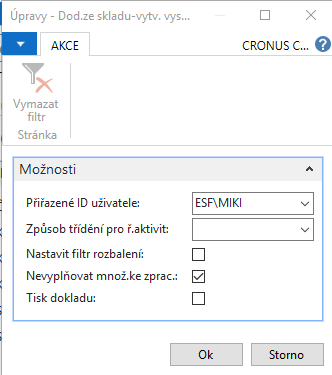 Úpravy - Dod.ze skladu-vytv. vys...
AKCE
CRONUS C...
?
Vymazat
filtr
Stránka
Možnosti
Přiřazené ID uživatele:
ESF\MIKI
Způsob třídění pro ř.aktivit:
Nastavit filtr rozbalení:
Nevyplňovat množ.ke zprac.:
Tisk dokladu:
Ok
Storno